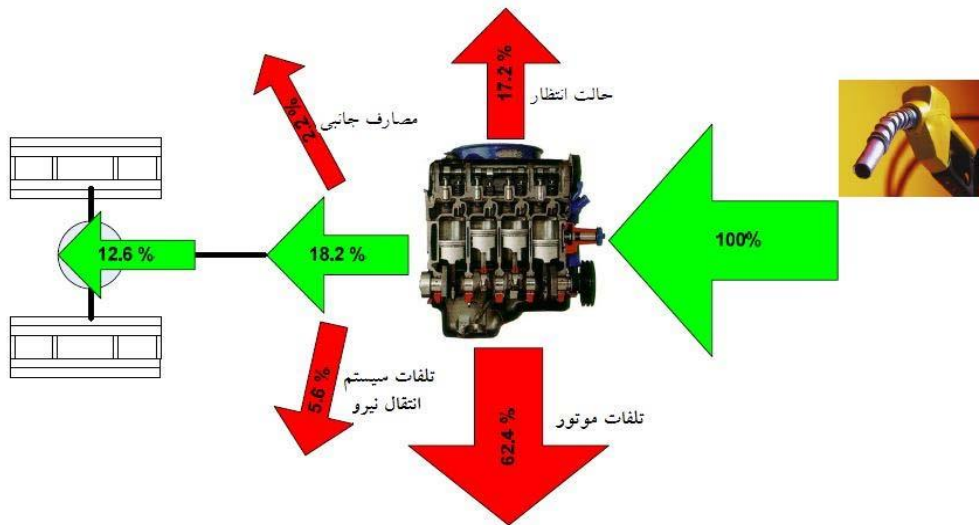 17.2 %
حالت انتظار
2.2 %
مصارف جانبی
100%
18.2 %
12.6 %
5.6 %
تلفات سیستم
انتقال نیرو
62.4 %
تلفات موتور